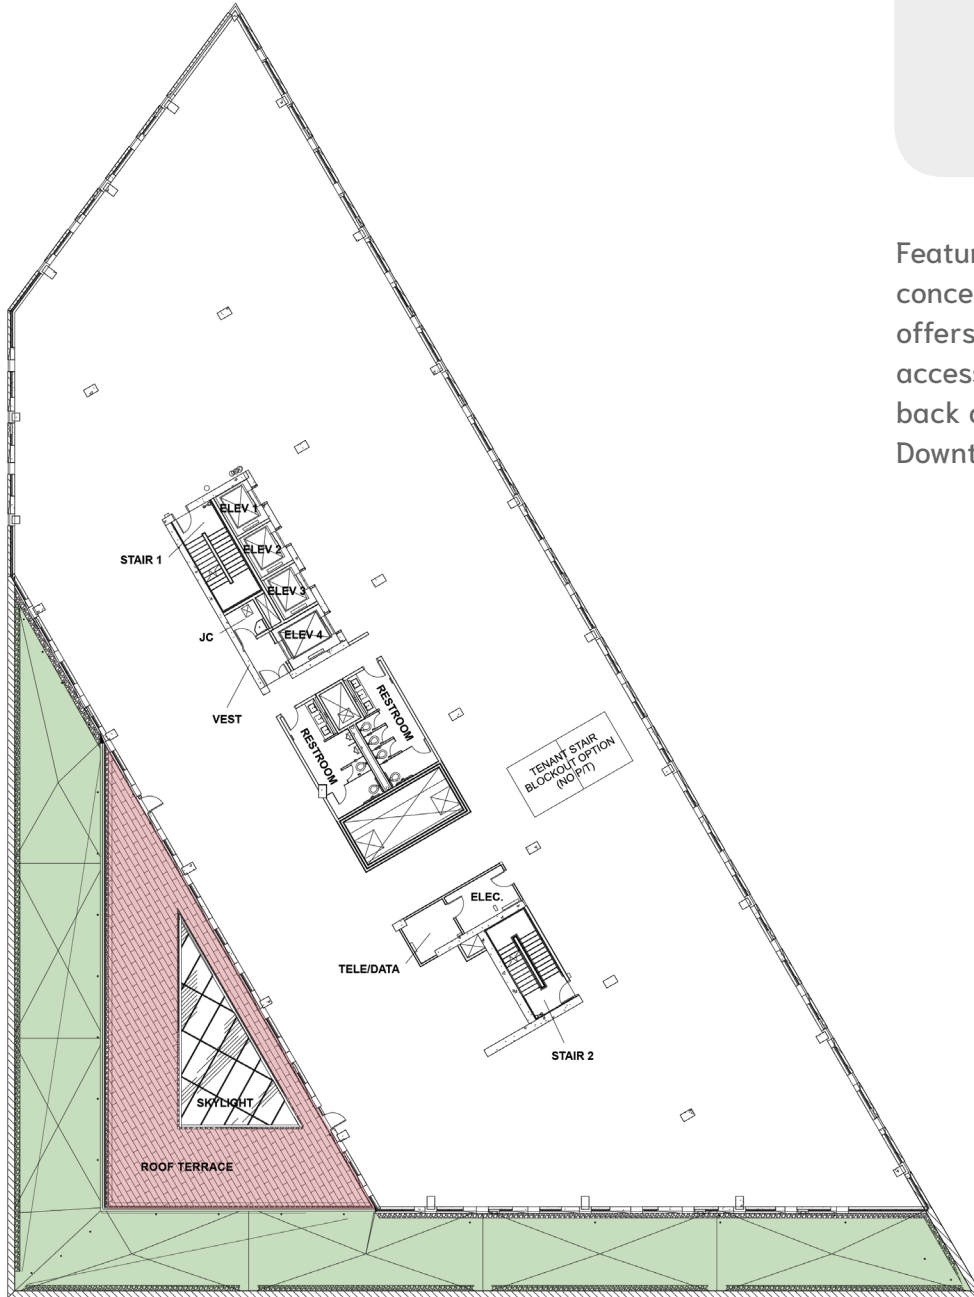 Featur
conce
offers
access
back a
Downt
ELEV 1
ELEV 2
STAIR 1
ELEV 3
JC
ELEV 4
VEST
RESTROOM
RESTROOM
TENANT STAIR
BLOCKOUT OPTION
(NO P/T)
ELEC.
TELE/DATA
STAIR 2
SKYLIGHT
ROOF TERRACE